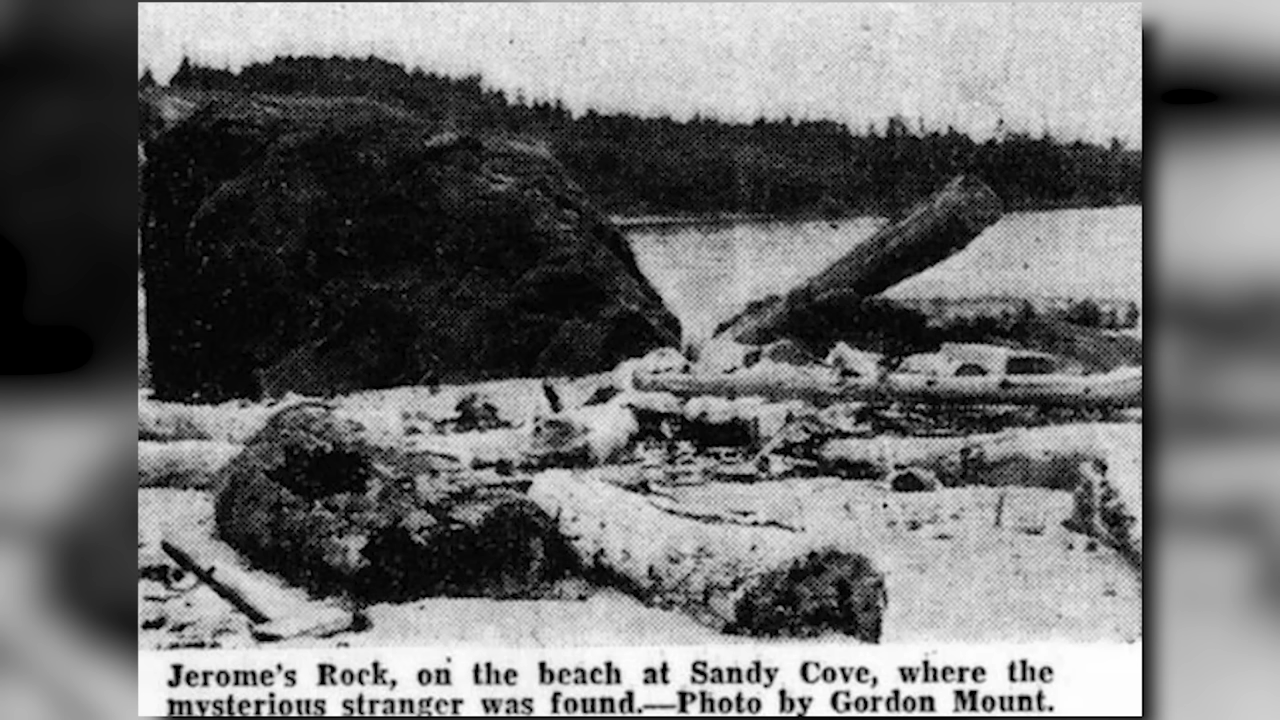 Jerome's Rock, on the beach at Sandy Cove, where the
mysterious stranger was found.—Photo by Gordon Mount.